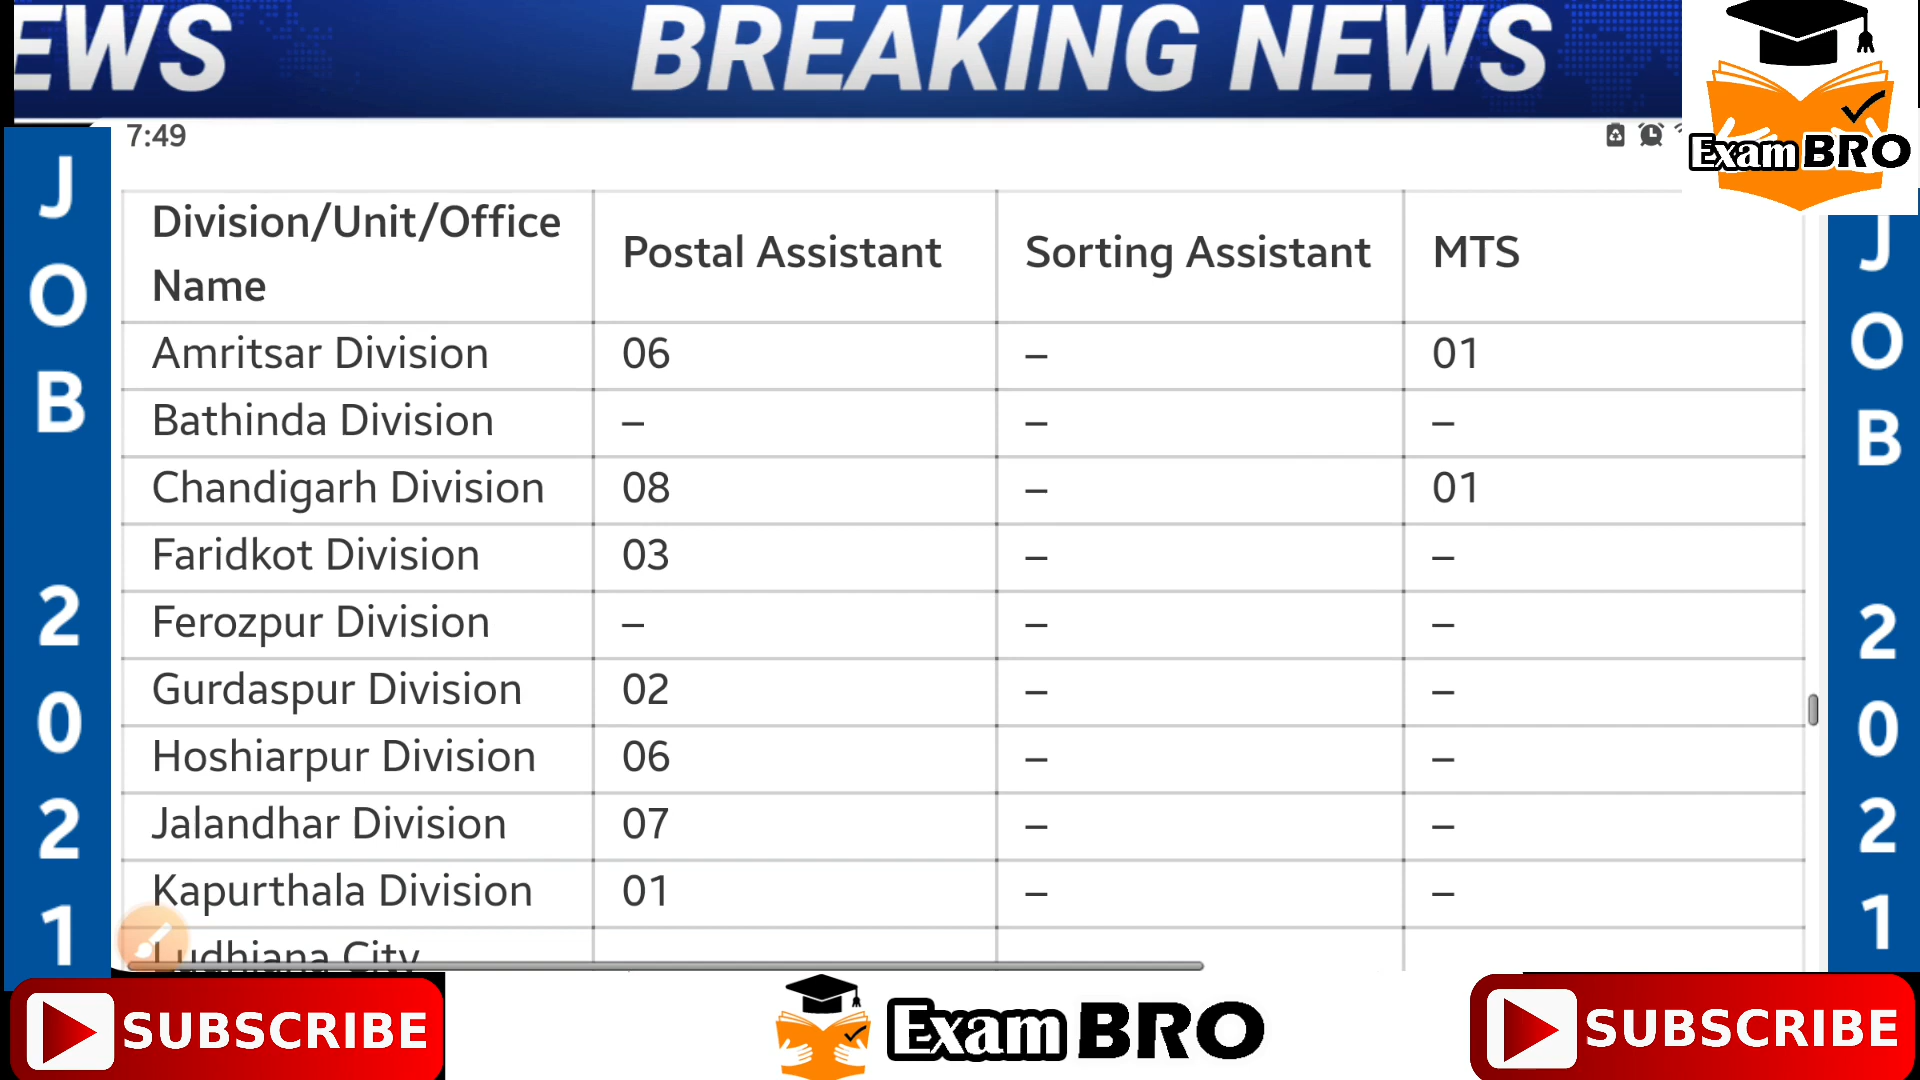 EWS BREAKING NEWS
Exam BRO
7:49
J
O
B
2
0
2
1
Division/Unit/Office Name Postal Assistant Sorting Assistant MTS
Amritsar Division 06 – 01
Bathinda Division – – –
Chandigarh Division 08 – 01
Faridkot Division 03 – –
Ferozpur Division – – –
Gurdaspur Division 02 – –
Hoshiarpur Division 06 – –
Jalandhar Division 07 – –
Kapurthala Division 01 – –
Ludhiana City
J
O
B
2
0
2
1
SUBSCRIBE
Exam BRO
SUBSCRIBE